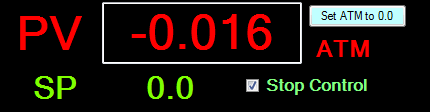 PV -0.016 Set ATM to 0.0
ATM
SP 0.0 Stop Control